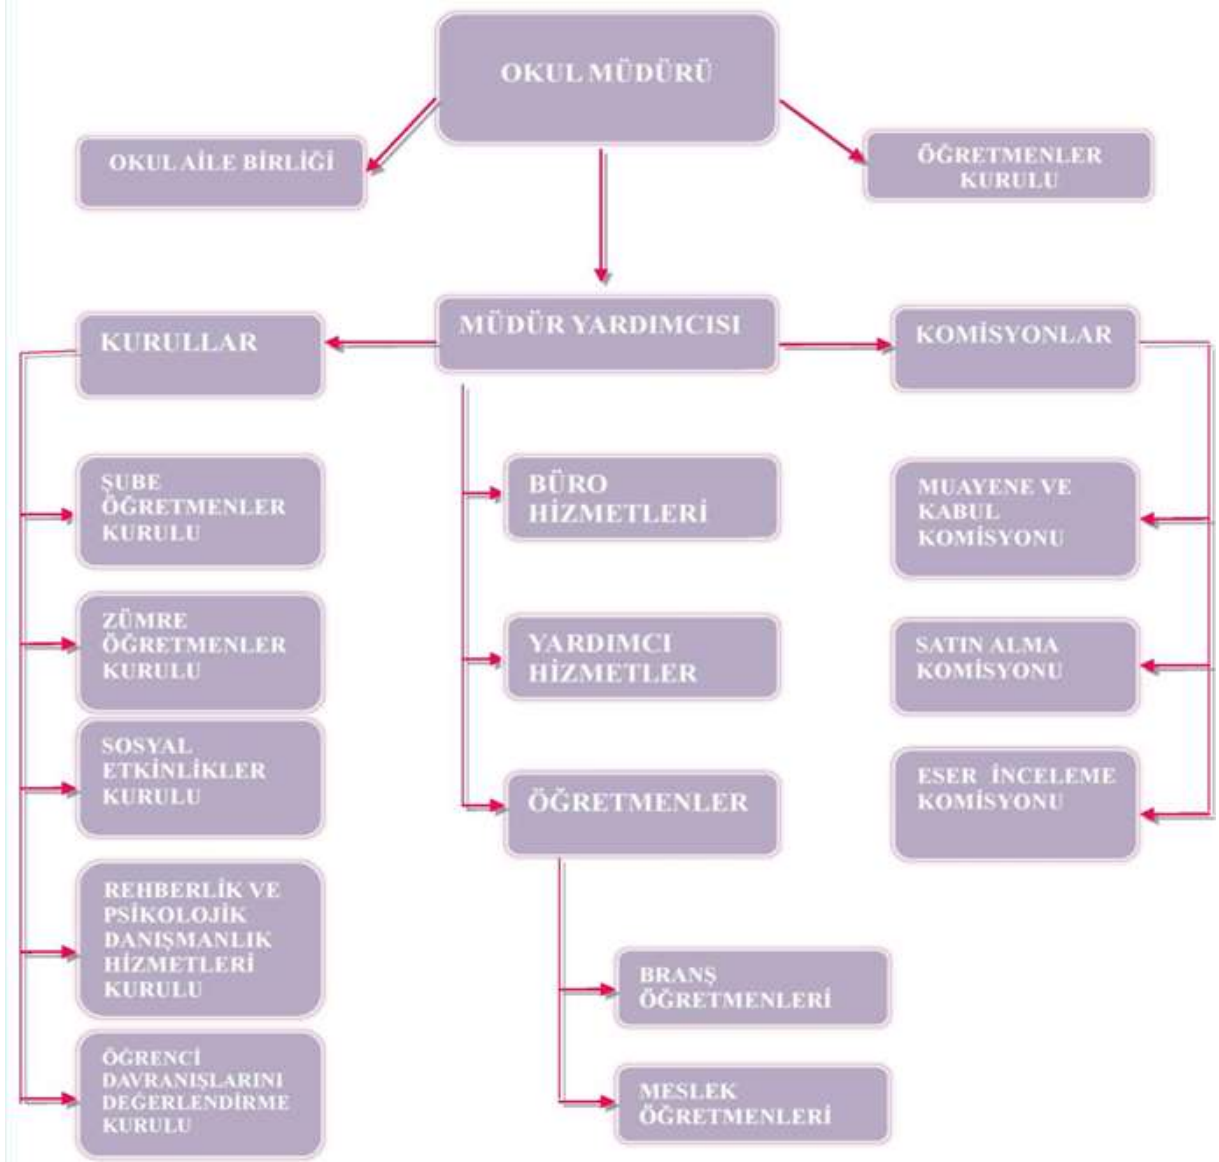 OKUL MÜDÜRÜ
OKUL AİLE BİRLİĞİ
ÖĞRETMENLER
KURULU
KURULLAR
MÜDÜR YARDIMCISI
KOMİSYONLAR
ŞUBE
ÖĞRETMENLER
KURULU
ZÜMRE
ÖĞRETMENLER
KURULU
SOSYAL
ETKİNLİKLER
KURULU
REHBERLİK VE
PSİKOLOJİK
DANIŞMANLIK
HİZMETLERİ
KURULU
ÖĞRENCİ
DAVRANIŞLARINI
DEĞERLENDİRME
KURULU
BÜRO
HİZMETLERİ
YARDIMCI
HİZMETLER
ÖĞRETMENLER
BRANŞ
ÖĞRETMENLERİ
MESLEK
ÖĞRETMENLERİ
MUAYENE VE
KABUL
KOMİSYONU
SATIN ALMA
KOMİSYONU
ESER İNCELEME
KOMİSYONU